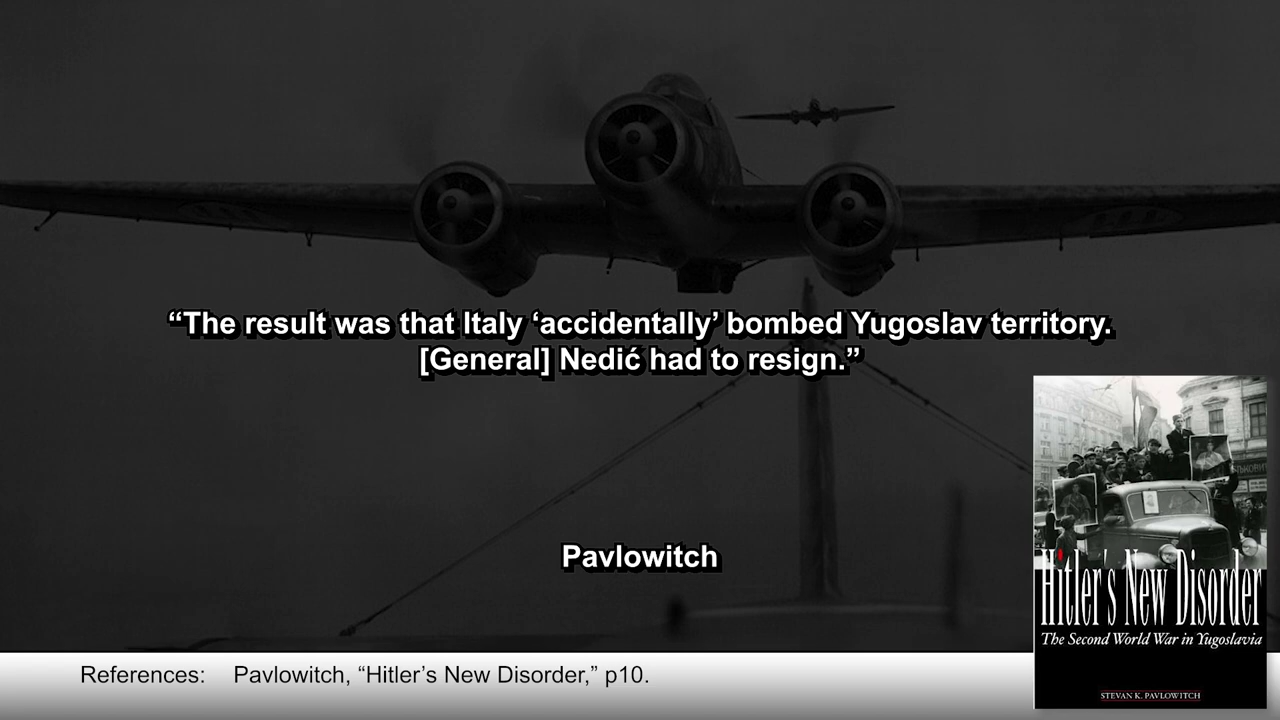 “The result was that Italy ‘accidentally’ bombed Yugoslav territory.
[General] Nedić had to resign.”
Pavlowitch
Hitler's New Disorder
The Second World War in Yugoslavia
STEVAN K. PAVLOWITCH
References: Pavlowitch, “Hitler’s New Disorder,” p10.